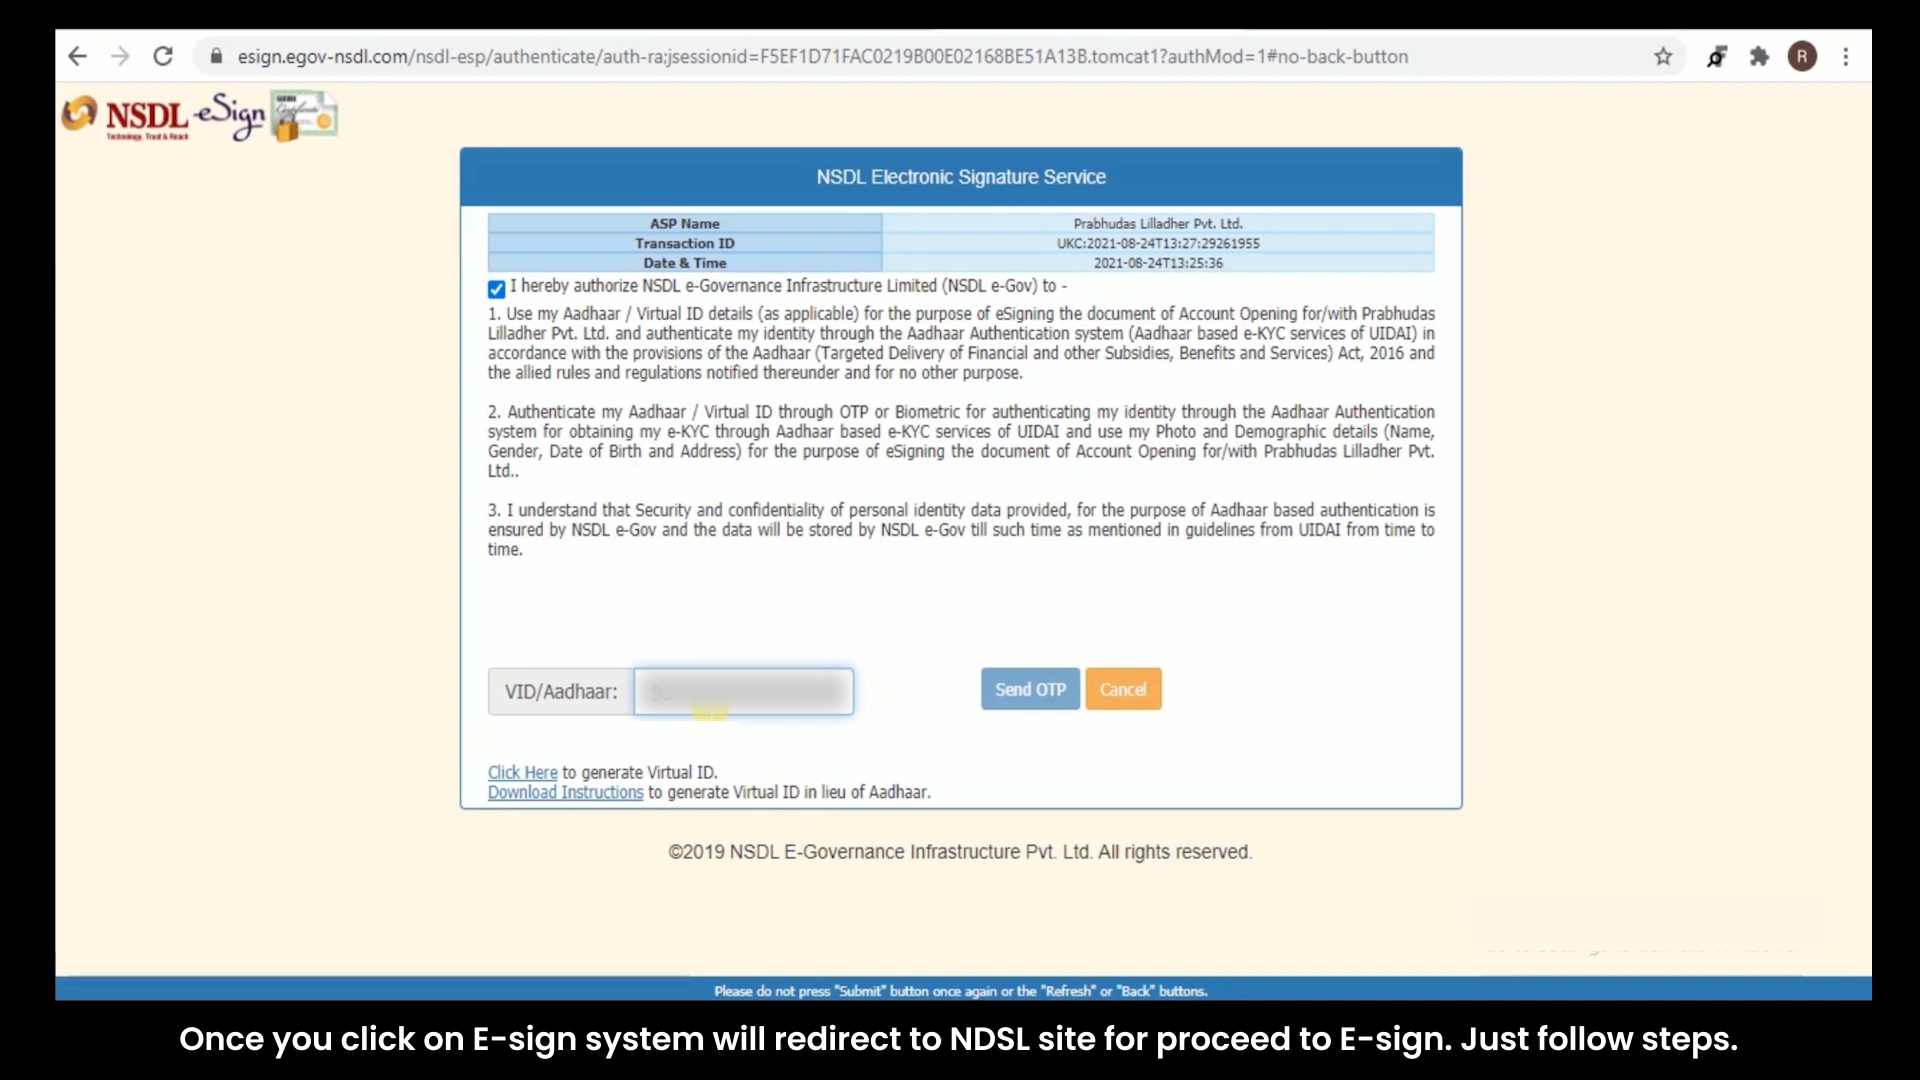 esign.egov-nsdl.com/nsdl-esp/authenticate/auth-ra;jsessionid=F5EF1D71FAC0219B00E02168BE51A13B.tomcat1?authMod=1#no-back-button
R
NSDL eSign
Technology, Trust & Reach
Certificate
NSDL Electronic Signature Service
ASP Name Prabhudas Lilladher Pvt. Ltd.
Transaction ID UKC:2021-08-24T13:27:29261955
Date & Time 2021-08-24T13:25:36
I hereby authorize NSDL e-Governance Infrastructure Limited (NSDL e-Gov) to -
1. Use my Aadhaar / Virtual ID details (as applicable) for the purpose of eSigning the document of Account Opening for/with Prabhudas
Lilladher Pvt. Ltd. and authenticate my identity through the Aadhaar Authentication system (Aadhaar based e-KYC services of UIDAI) in
accordance with the provisions of the Aadhaar (Targeted Delivery of Financial and other Subsidies, Benefits and Services) Act, 2016 and
the allied rules and regulations notified thereunder and for no other purpose.
2. Authenticate my Aadhaar / Virtual ID through OTP or Biometric for authenticating my identity through the Aadhaar Authentication
system for obtaining my e-KYC through Aadhaar based e-KYC services of UIDAI and use my Photo and Demographic details (Name,
Gender, Date of Birth and Address) for the purpose of eSigning the document of Account Opening for/with Prabhudas Lilladher Pvt.
Ltd..
3. I understand that Security and confidentiality of personal identity data provided, for the purpose of Aadhaar based authentication is
ensured by NSDL e-Gov and the data will be stored by NSDL e-Gov till such time as mentioned in guidelines from UIDAI from time to
time.
VID/Aadhaar: Send OTP Cancel
Click Here to generate Virtual ID.
Download Instructions to generate Virtual ID in lieu of Aadhaar.
©2019 NSDL E-Governance Infrastructure Pvt. Ltd. All rights reserved.
Please do not press "Submit" button once again or the "Refresh" or "Back" buttons.
Once you click on E-sign system will redirect to NDSL site for proceed to E-sign. Just follow steps.